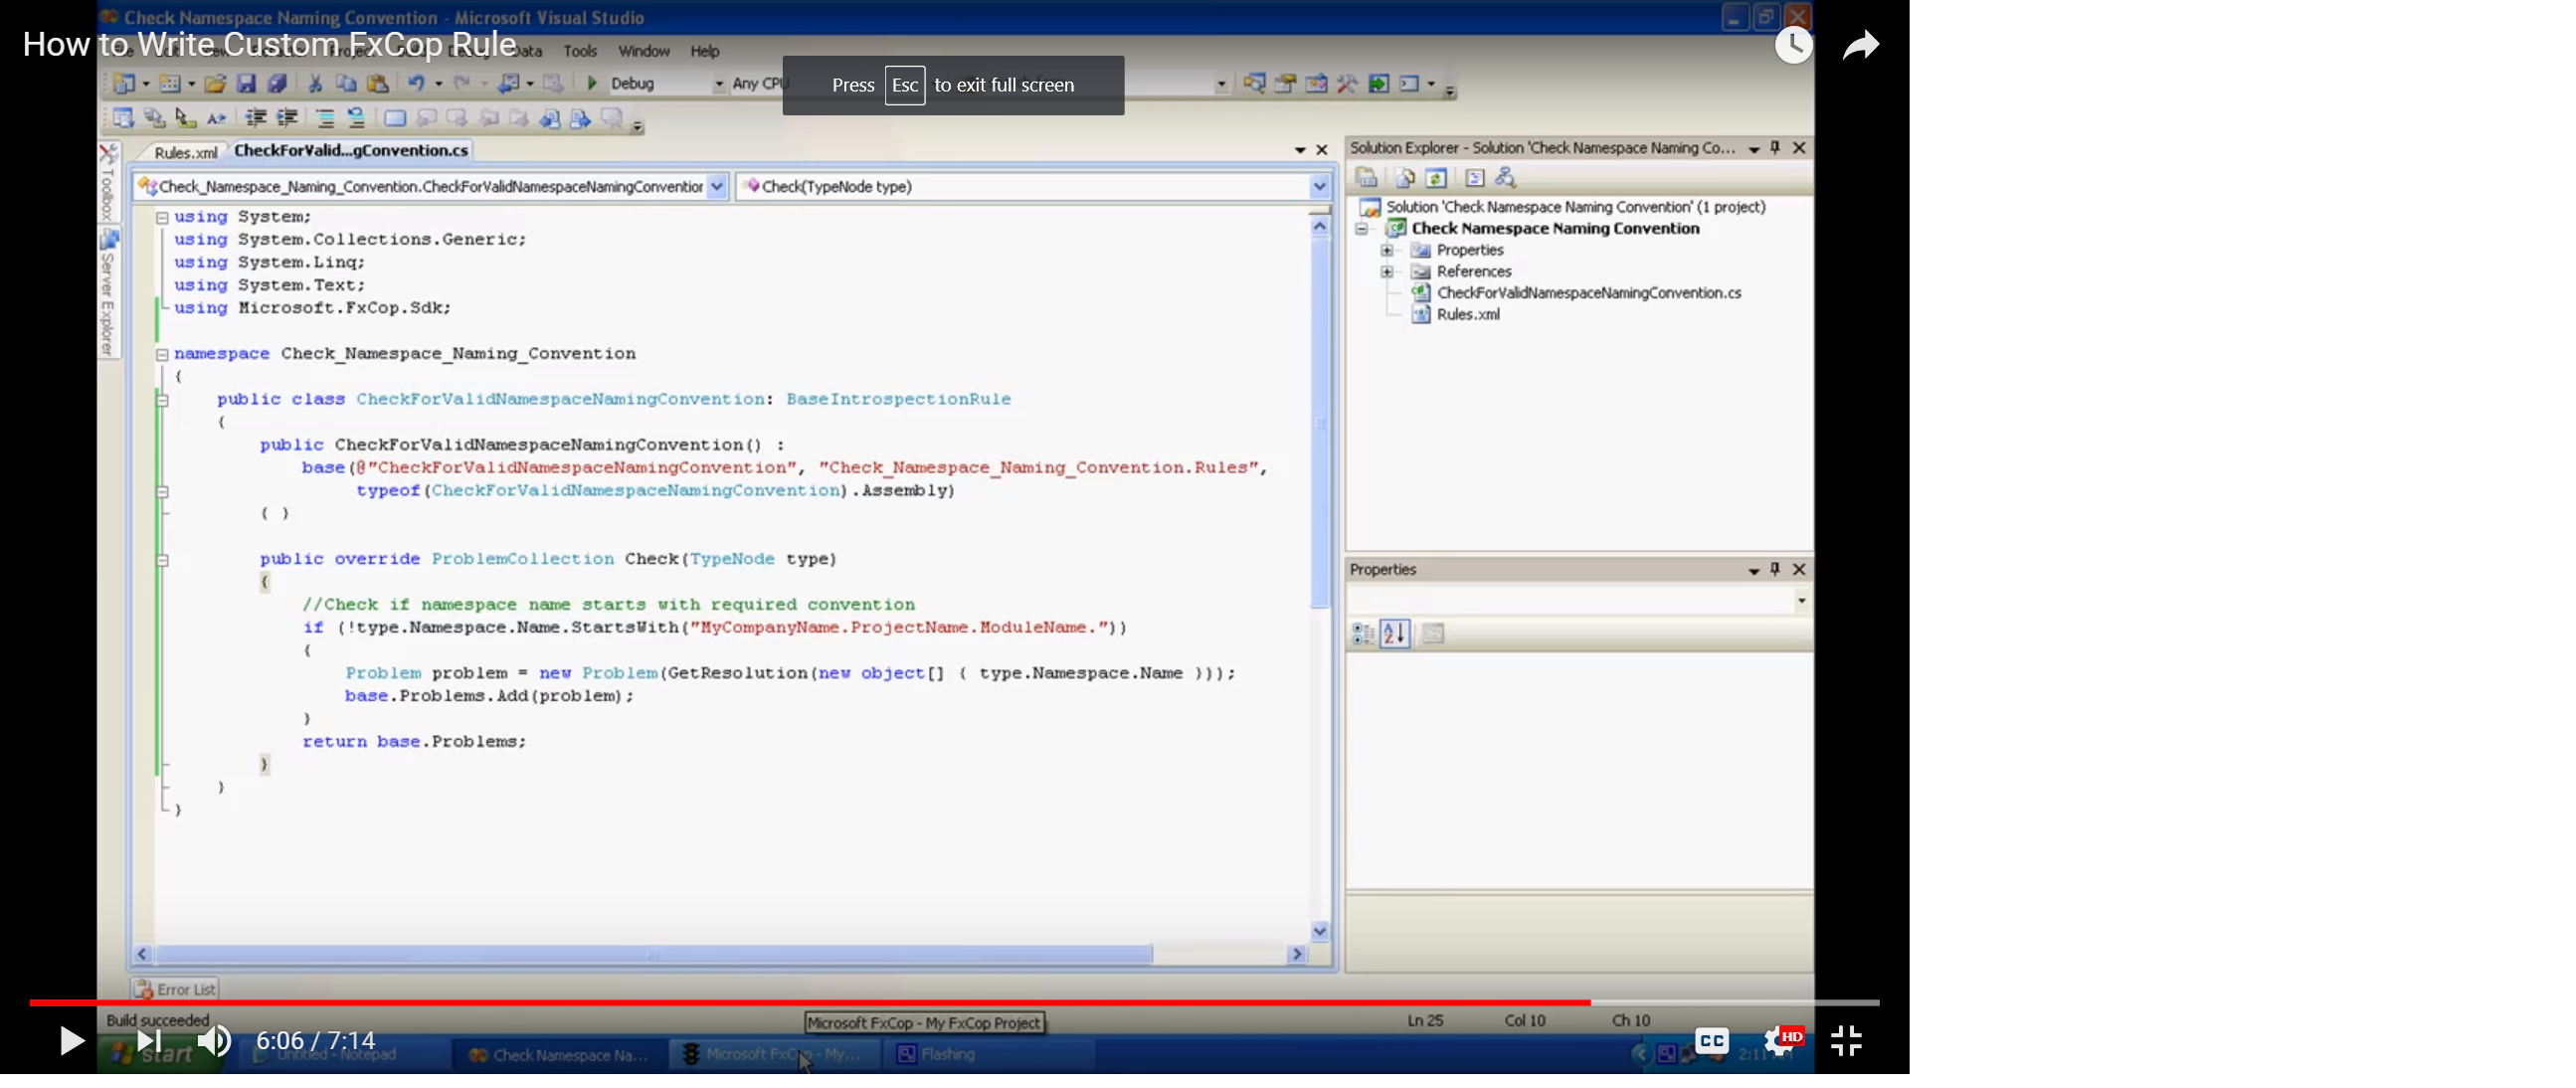 Check Namespace Naming Convention - Microsoft Visual Studio
How to Write Custom FxCop Rule
Data Tools Window Help
Debug Any CPU
Press Esc to exit full screen
Rules.xml CheckForValid...gConvention.cs
Check_Namespace_Naming_Convention.CheckForValidNamespaceNamingConvention Check(TypeNode type)
Toolbox
Server Explorer
using System;
using System.Collections.Generic;
using System.Linq;
using System.Text;
using Microsoft.FxCop.Sdk;
namespace Check_Namespace_Naming_Convention
{
public class CheckForValidNamespaceNamingConvention: BaseIntrospectionRule
{
public CheckForValidNamespaceNamingConvention() :
base(@"CheckForValidNamespaceNamingConvention", "Check_Namespace_Naming_Convention.Rules",
typeof(CheckForValidNamespaceNamingConvention).Assembly)
{ }
public override ProblemCollection Check(TypeNode type)
{
//Check if namespace name starts with required convention
if (!type.Namespace.Name.StartsWith("MyCompanyName.ProjectName.ModuleName."))
{
Problem problem = new Problem(GetResolution(new object[] { type.Namespace.Name }));
base.Problems.Add(problem);
}
return base.Problems;
}
}
}
Solution Explorer - Solution 'Check Namespace Naming Co...
Solution 'Check Namespace Naming Convention' (1 project)
Check Namespace Naming Convention
Properties
References
CheckForValidNamespaceNamingConvention.cs
Rules.xml
Properties
Error List
Build succeeded
Microsoft FxCop - My FxCop Project
Ln 25 Col 10 Ch 10
6:06 / 7:14
CC HD
start Untitled - Notepad Check Namespace Na... Microsoft FxCop - My... Flashing